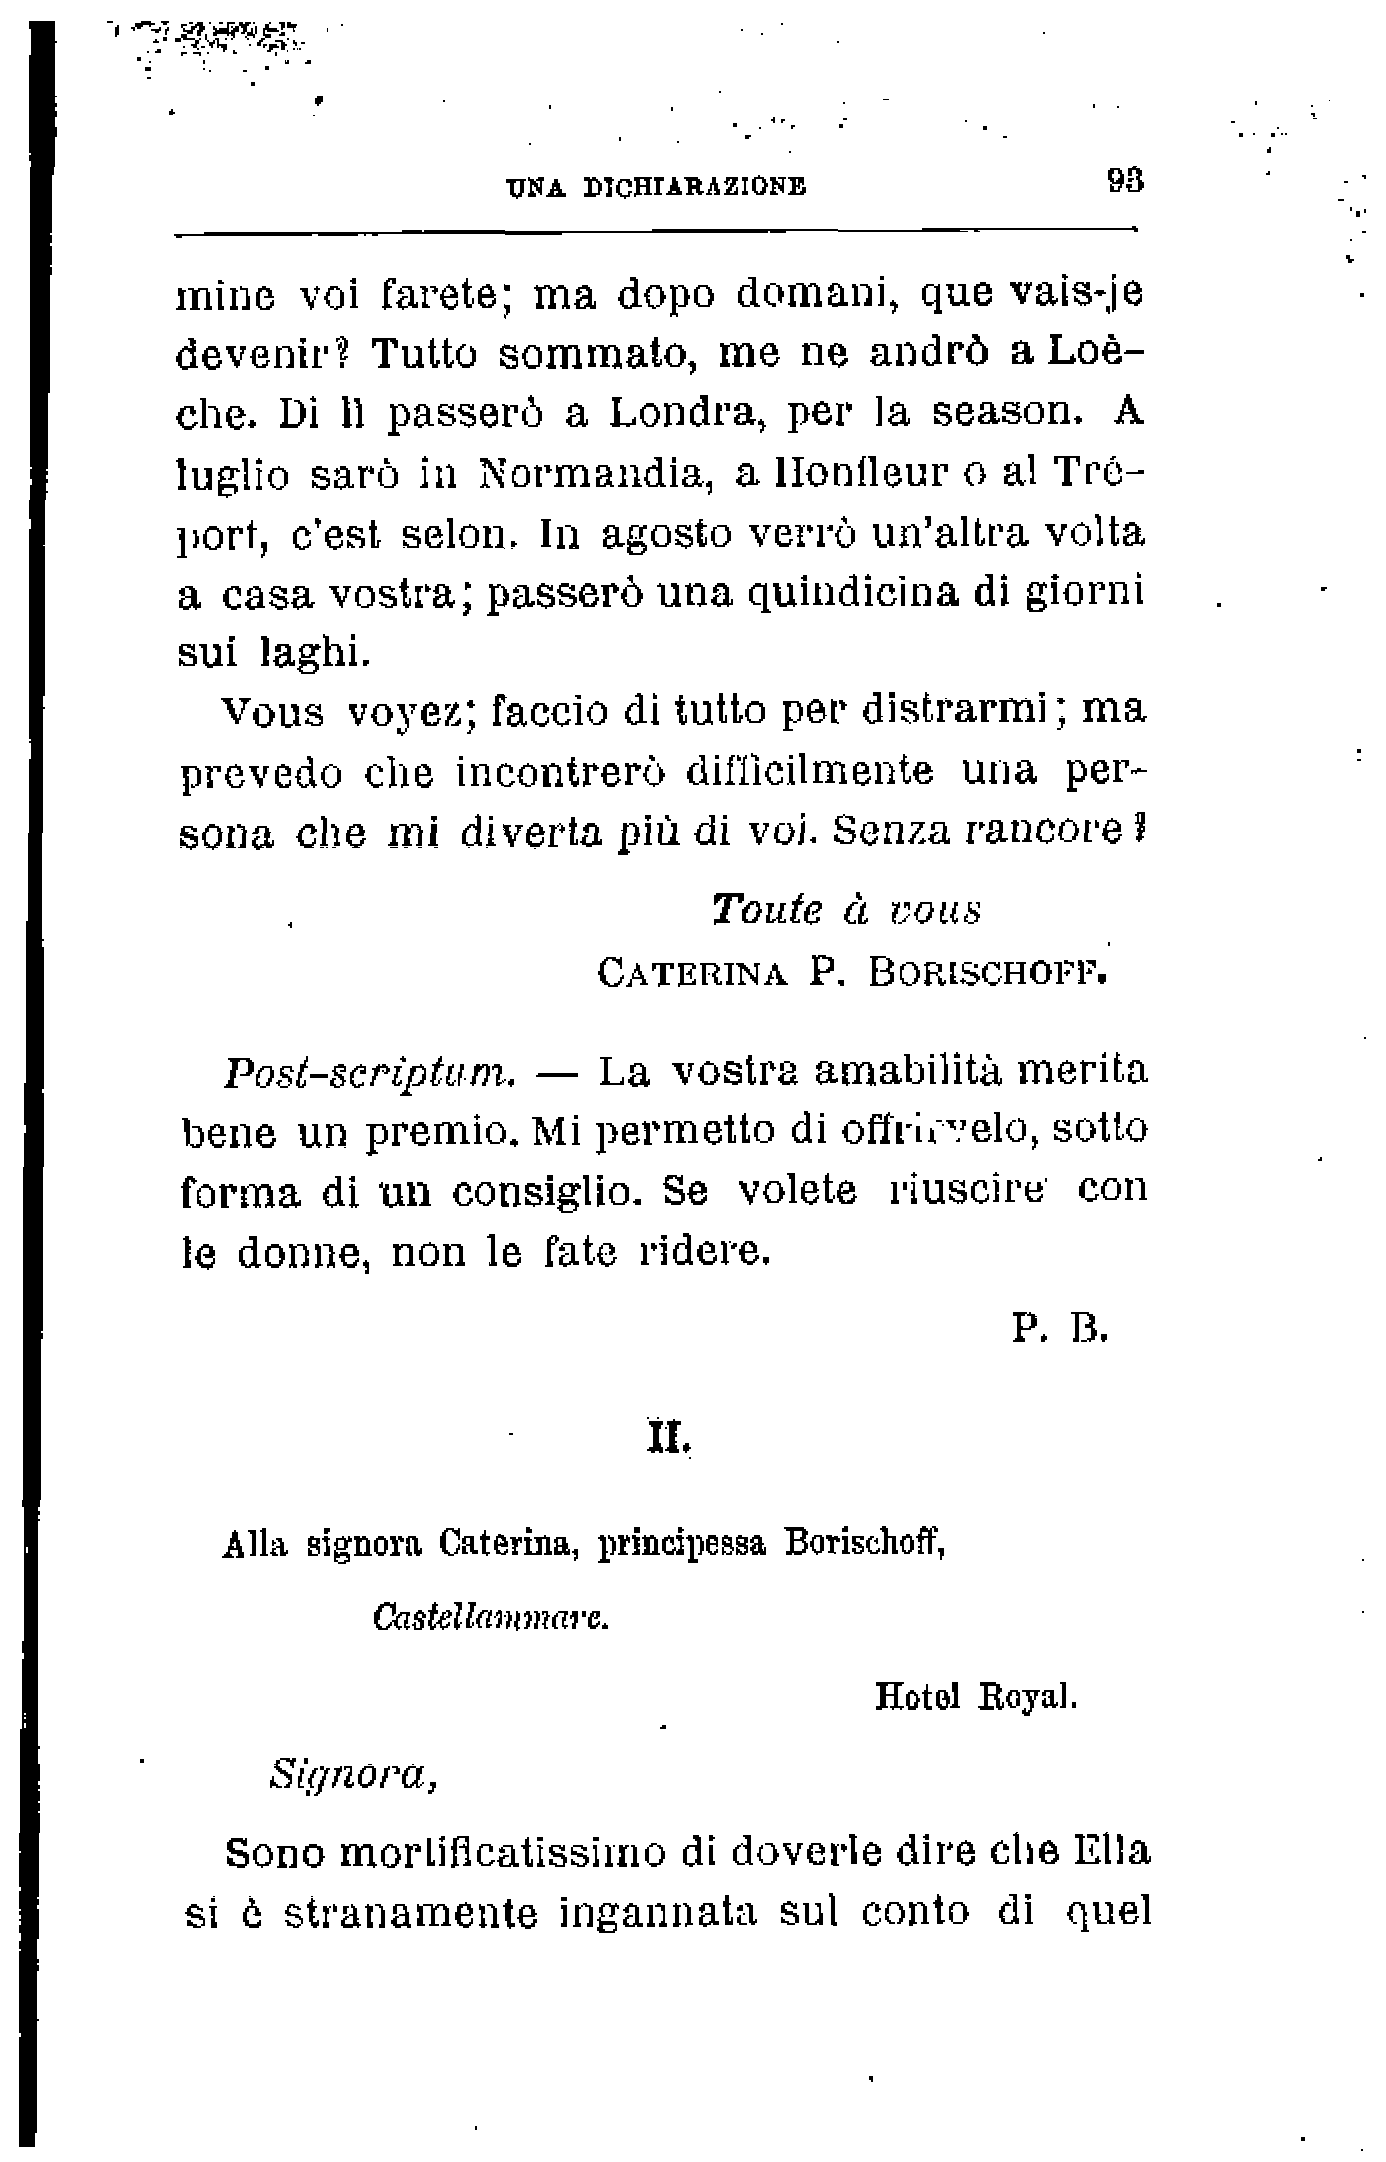 UNA DICHIARAZIONE 93
mine voi farete; ma dopo domani, que vais-je
devenir? Tutto sommato, me ne andrò a Loè-
che. Di lì passerò a Londra, per la season. A
luglio sarò in Normandia, a Honfleur o al Tré-
port, c'est selon. In agosto verrò un'altra volta
a casa vostra; passerò una quindicina di giorni
sui laghi.
Vous voyez; faccio di tutto per distrarmi; ma
prevedo che incontrerò difficilmente una per-
sona che mi diverta più di voi. Senza rancore?
Toute à vous
CATERINA P. BORISCHOFF.
Post-scriptum. — La vostra amabilità merita
bene un premio. Mi permetto di offrirvelo, sotto
forma di un consiglio. Se volete riuscire con
le donne, non le fate ridere.
P. B.
II.
Alla signora Caterina, principessa Borischoff,
Castellammare.
Hotel Royal.
Signora,
Sono mortificatissimo di doverle dire che Ella
si è stranamente ingannata sul conto di quel